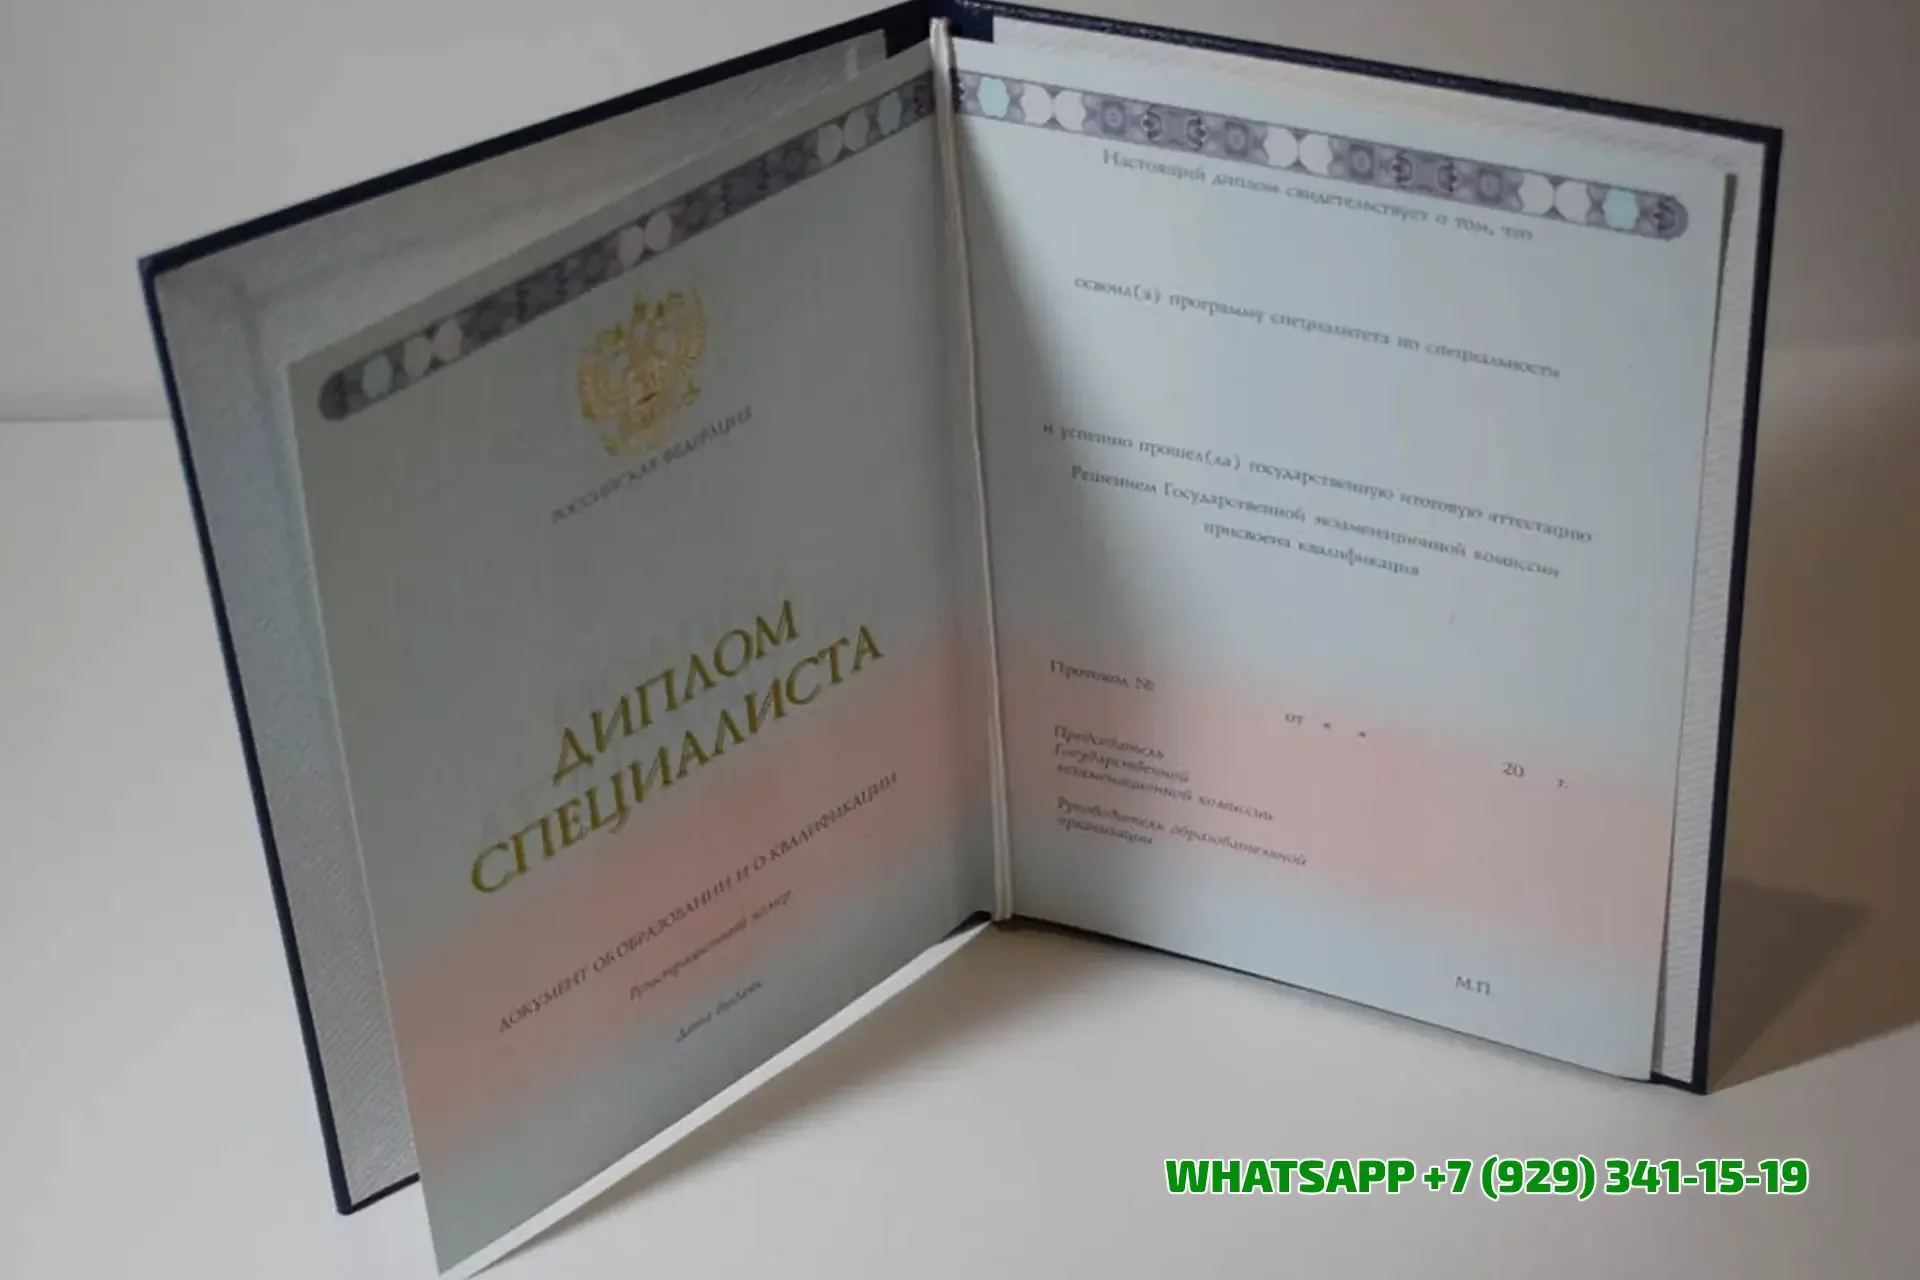 РОССИЙСКАЯ ФЕДЕРАЦИЯ
ДИПЛОМ
СПЕЦИАЛИСТА
ДОКУМЕНТ ОБ ОБРАЗОВАНИИ И О КВАЛИФИКАЦИИ
Регистрационный номер
Дата выдачи
Настоящий диплом свидетельствует о том, что
освоил(а) программу специалитета по специальности
и успешно прошел(ла) государственную итоговую аттестацию
Решением Государственной экзаменационной комиссии
присвоена квалификация
Протокол №
от « »
20 г.
Председатель
Государственной
экзаменационной комиссии
Руководитель образовательной
организации
М.П.
WHATSAPP +7 (929) 341-15-19